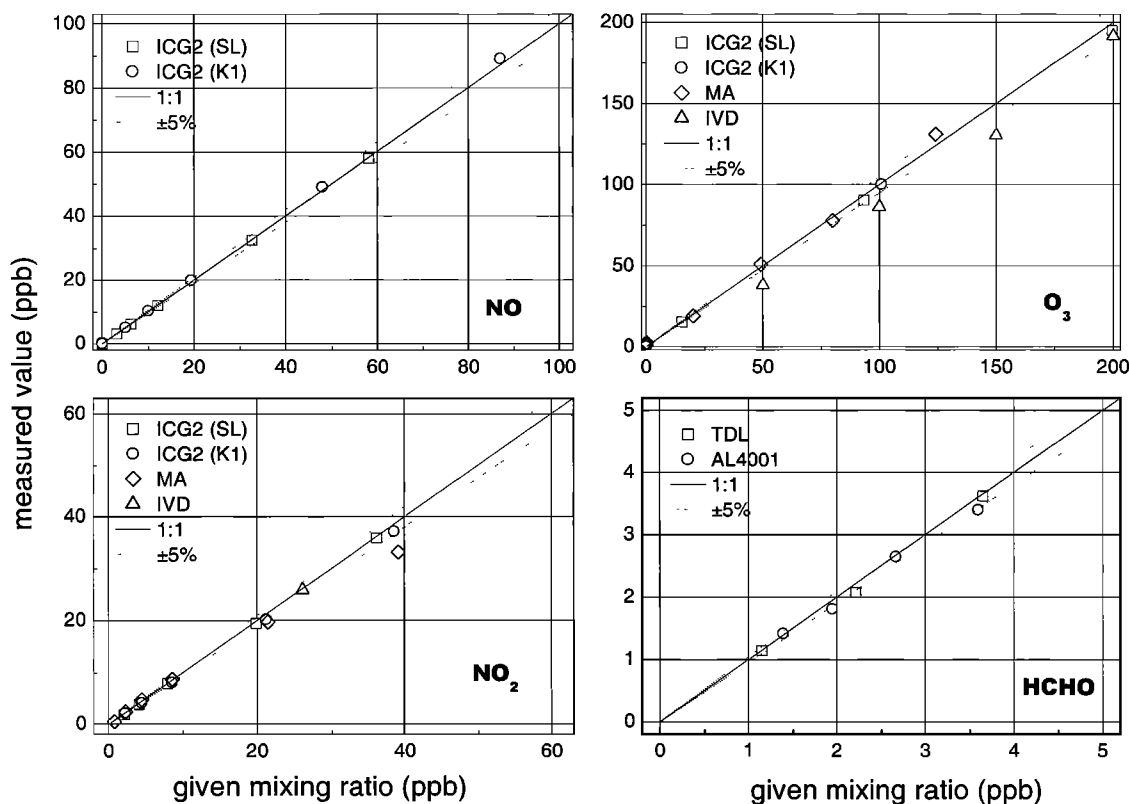 measured value (ppb)
100
80
60
40
20
0
ICG2 (SL)
ICG2 (K1)
1:1
±5%
NO
0 20 40 60 80 100
200
150
100
50
0
ICG2 (SL)
ICG2 (K1)
MA
IVD
1:1
±5%
O3
0 50 100 150 200
60
40
20
0
ICG2 (SL)
ICG2 (K1)
MA
IVD
1:1
±5%
NO2
0 20 40 60
given mixing ratio (ppb)
5
4
3
2
1
0
TDL
AL4001
1:1
±5%
HCHO
0 1 2 3 4 5
given mixing ratio (ppb)